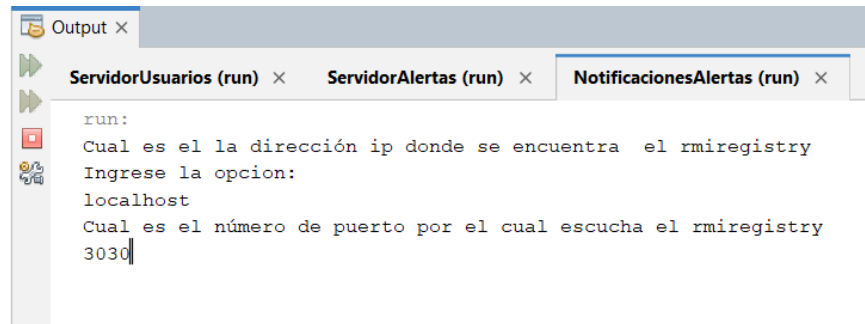 Output ×
ServidorUsuarios (run) × ServidorAlertas (run) × NotificacionesAlertas (run) ×
run:
Cual es el la dirección ip donde se encuentra  el rmiregistry
Ingrese la opcion:
localhost
Cual es el número de puerto por el cual escucha el rmiregistry
3030